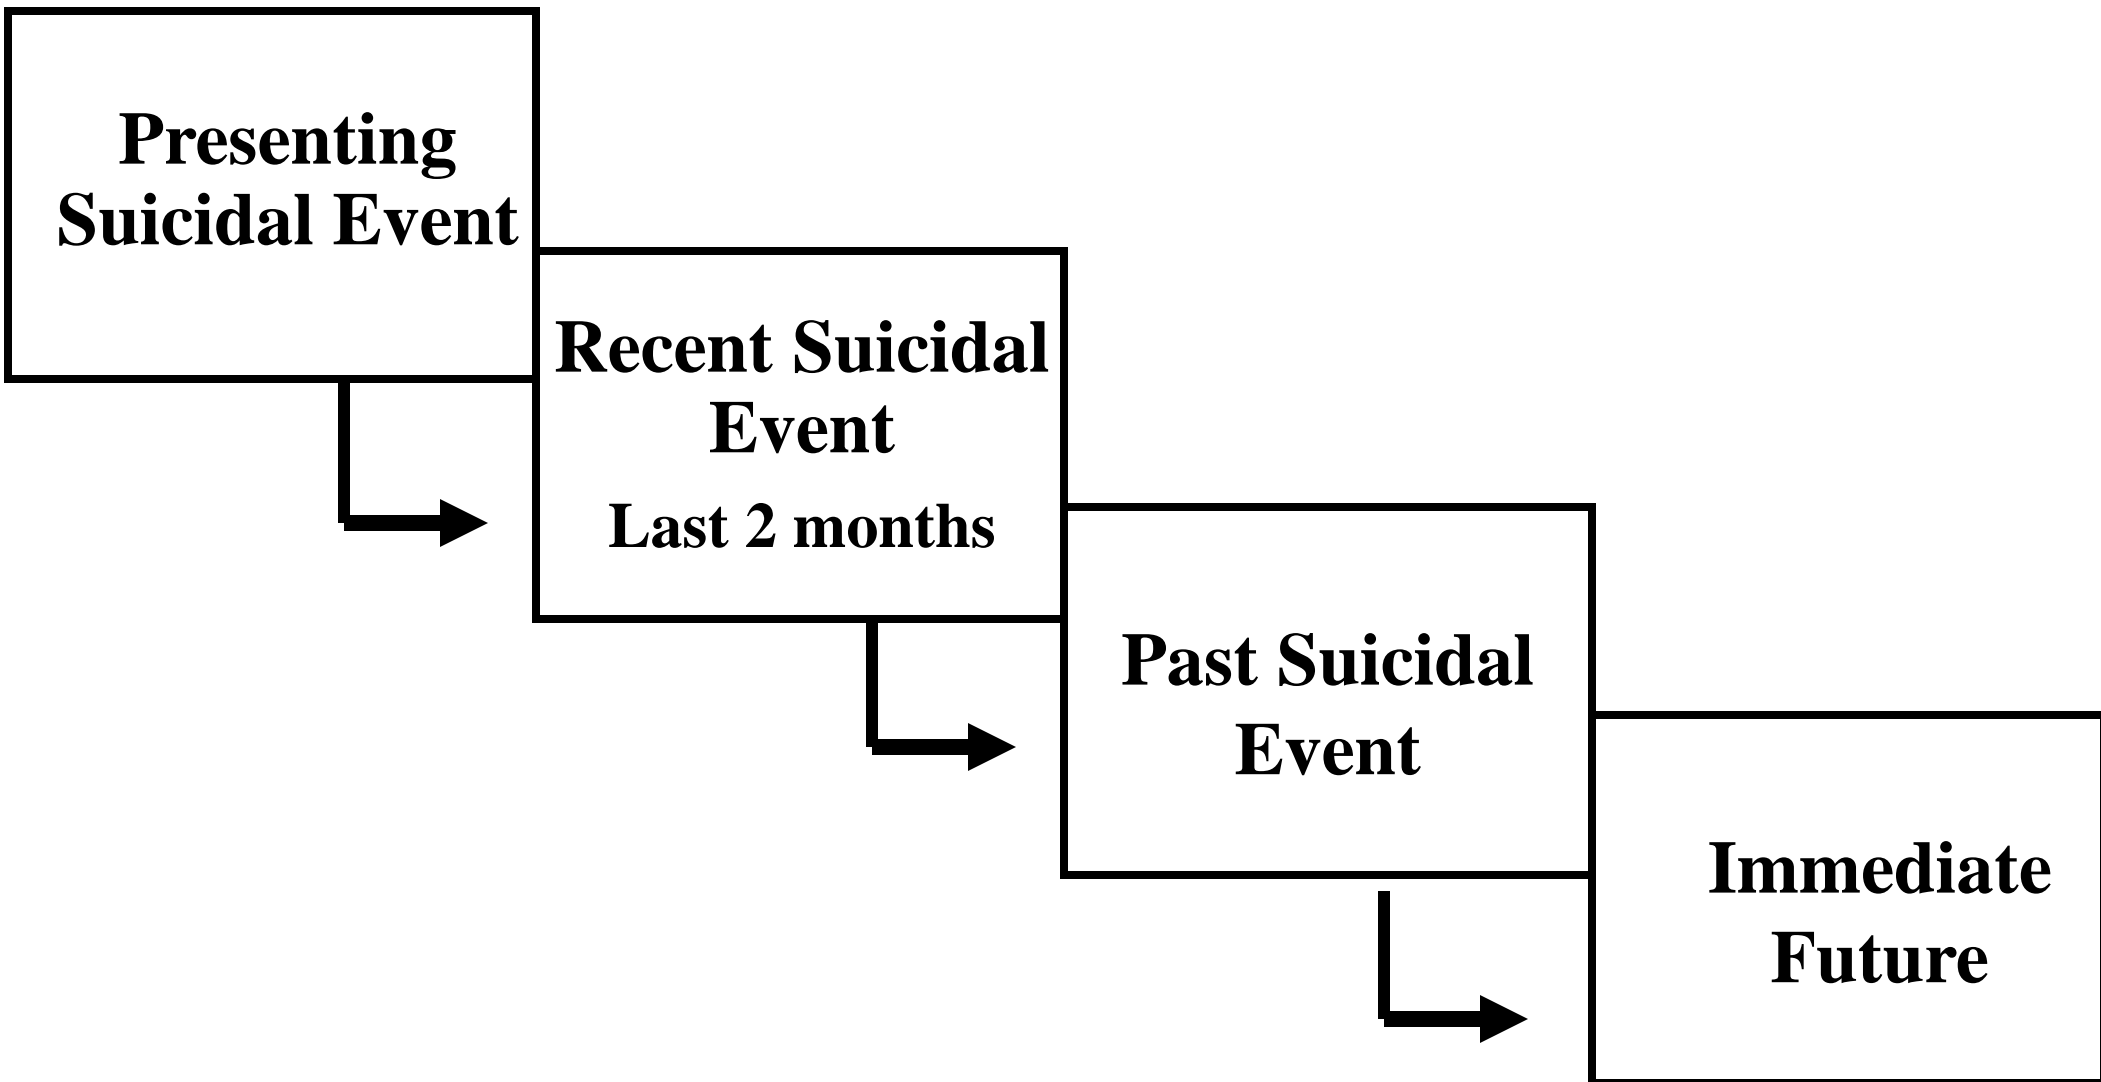 Presenting
Suicidal Event
Recent Suicidal
Event
Last 2 months
Past Suicidal
Event
Immediate
Future